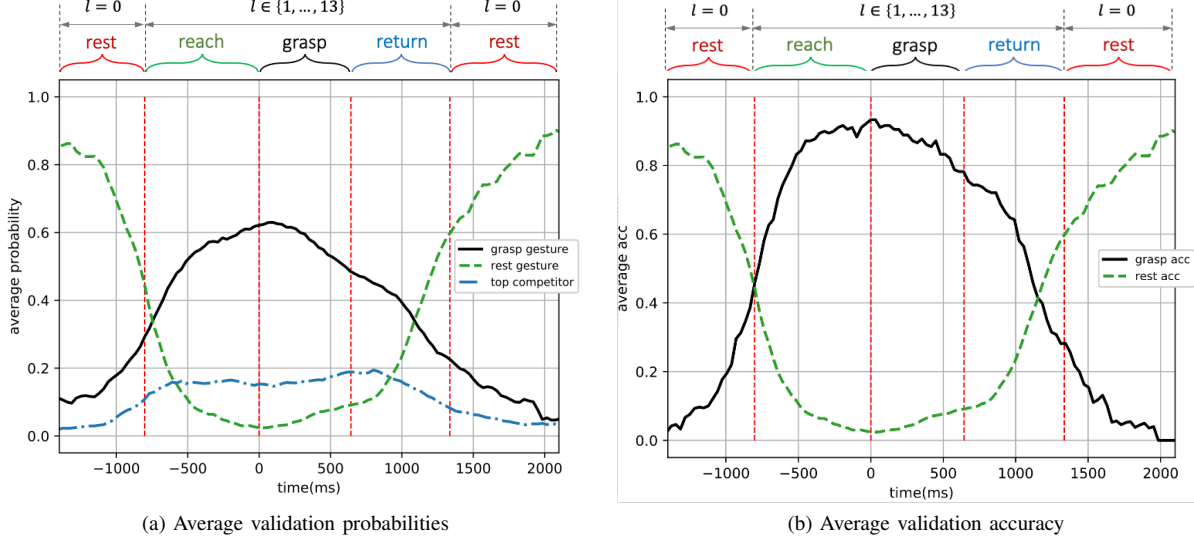 l = 0
l ∈ {1, … , 13}
l = 0
rest
reach
grasp
return
rest
1.0
0.8
0.6
0.4
0.2
0.0
average probability
grasp gesture
rest gesture
top competitor
−1000
−500
0
500
1000
1500
2000
time(ms)
(a) Average validation probabilities
l = 0
l ∈ {1, … , 13}
l = 0
rest
reach
grasp
return
rest
1.0
0.8
0.6
0.4
0.2
0.0
average acc
grasp acc
rest acc
−1000
−500
0
500
1000
1500
2000
time(ms)
(b) Average validation accuracy